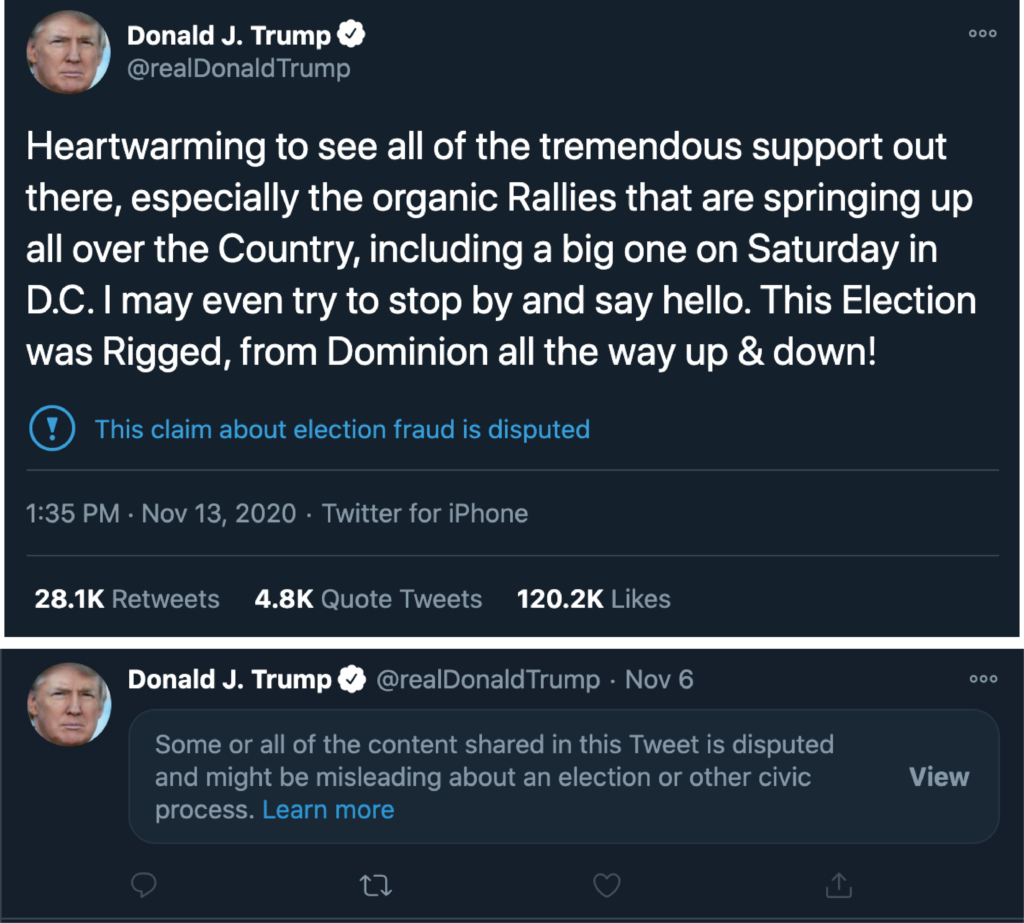 Donald J. Trump
@realDonaldTrump
Heartwarming to see all of the tremendous support out
there, especially the organic Rallies that are springing up
all over the Country, including a big one on Saturday in
D.C. I may even try to stop by and say hello. This Election
was Rigged, from Dominion all the way up & down!
This claim about election fraud is disputed
1:35 PM · Nov 13, 2020 · Twitter for iPhone
28.1K Retweets 4.8K Quote Tweets 120.2K Likes
Donald J. Trump @realDonaldTrump · Nov 6
Some or all of the content shared in this Tweet is disputed
and might be misleading about an election or other civic
process. Learn more
View